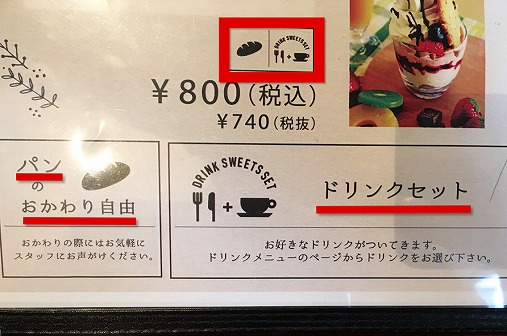 DRINK SWEETS SET
+
¥800(税込)
¥740(税抜)
パン
の
おかわり自由
おかわりの際にはお気軽に
スタッフにお声がけください。
DRINK SWEETS SET
+
ドリンクセット
お好きなドリンクがついてきます。
ドリンクメニューのページからドリンクをお選び下さい。